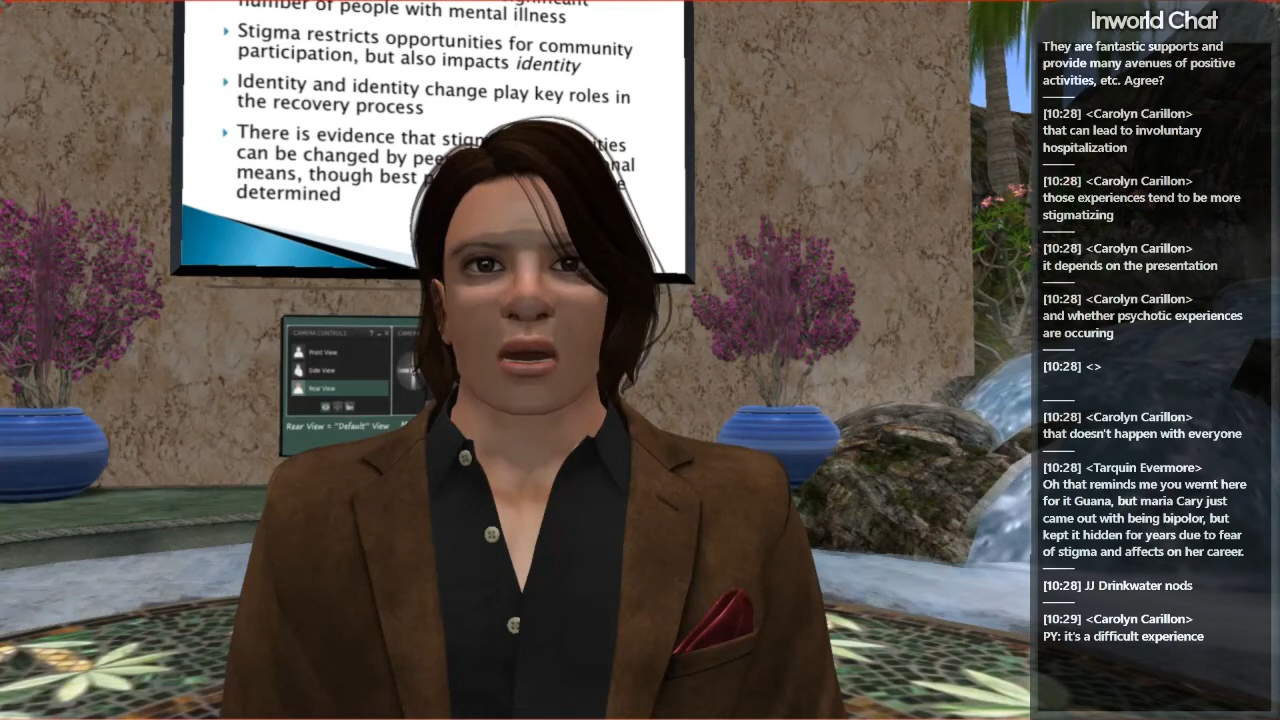 number of people with mental illness
Stigma restricts opportunities for community
participation, but also impacts identity
Identity and identity change play key roles in
the recovery process
There is evidence that
can be changed by
means, though best
determined
CAMERA CONTROLS
Front View
Side View
Rear View
Rear View = "Default" View
Inworld Chat
They are fantastic supports and
provide many avenues of positive
activities, etc. Agree?
[10:28] <Carolyn Carillon>
that can lead to involuntary
hospitalization
[10:28] <Carolyn Carillon>
those experiences tend to be more
stigmatizing
[10:28] <Carolyn Carillon>
it depends on the presentation
[10:28] <Carolyn Carillon>
and whether psychotic experiences
are occuring
[10:28] <>
[10:28] <Carolyn Carillon>
that doesn't happen with everyone
[10:28] <Tarquin Evermore>
Oh that reminds me you wernt here
for it Guana, but maria Cary just
came out with being bipolor, but
kept it hidden for years due to fear
of stigma and affects on her career.
[10:28] JJ Drinkwater nods
[10:29] <Carolyn Carillon>
PY: it's a difficult experience